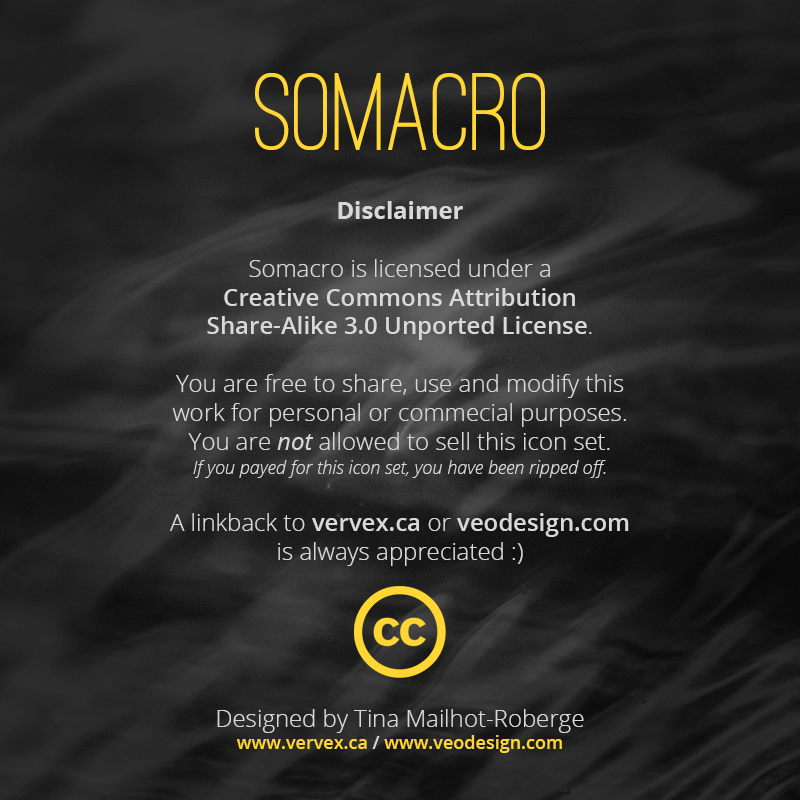 SOMACRO
Disclaimer
Somacro is licensed under a
Creative Commons Attribution
Share-Alike 3.0 Unported License.
You are free to share, use and modify this
work for personal or commecial purposes.
You are not allowed to sell this icon set.
If you payed for this icon set, you have been ripped off.
A linkback to vervex.ca or veodesign.com
is always appreciated :)
cc
Designed by Tina Mailhot-Roberge
www.vervex.ca / www.veodesign.com